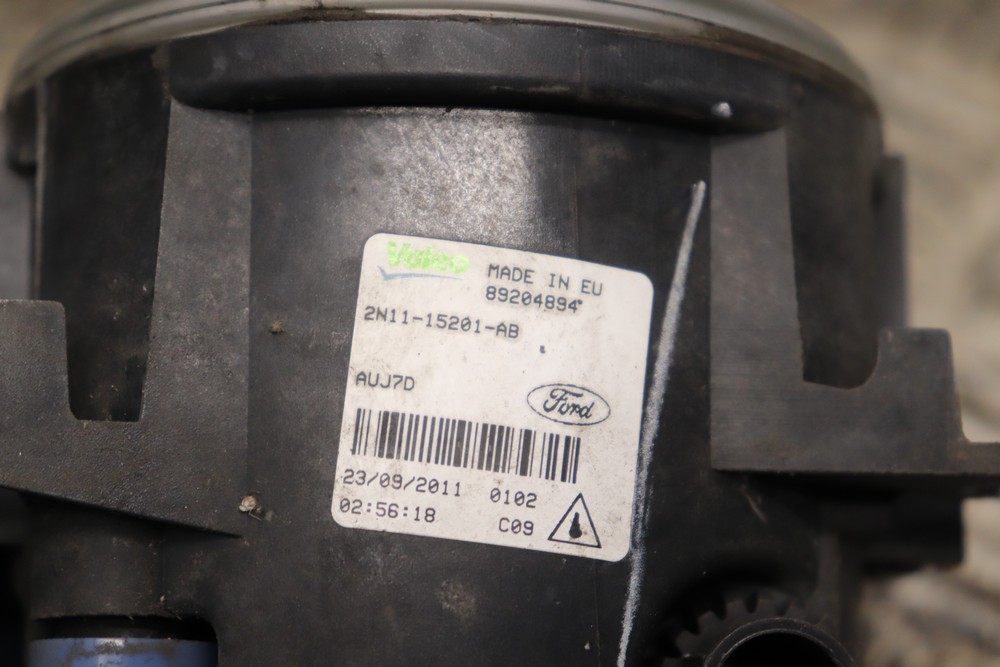 Valeo
MADE IN EU
89204894
2N11-15201-AB
AUJ7D
Ford
23/09/2011 0102
02:56:18 C09